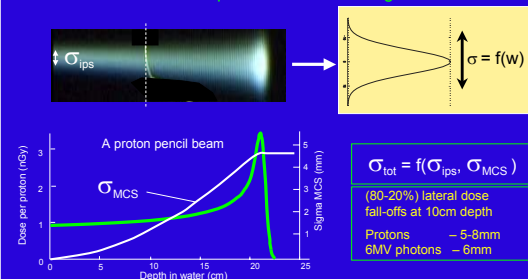 σips
σ = f(w)
A proton pencil beam
σMCS
Dose per proton (nGy)
3
2
1
0
Sigma MCS (mm)
5
4
3
2
1
0
5
10
15
20
25
Depth in water (cm)
σtot = f(σips, σMCS )
(80-20%) lateral dose
fall-offs at 10cm depth
Protons – 5-8mm
6MV photons – 6mm